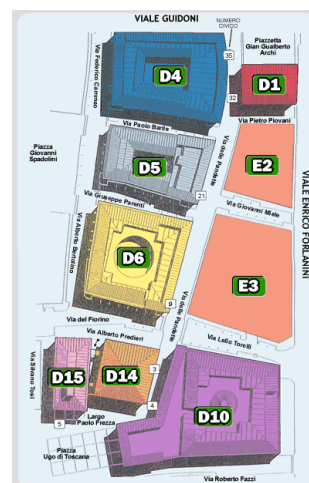 VIALE GUIDONI
NUMERO
CIVICO
Piazzetta
Gian Gualberto
Archi
Via Federico Cammeo
D4
35
D1
32
Via Paolo Barile
Via Pietro Piovani
Piazza
Giovanni
Spadolini
D5
Via delle Pandette
E2
21
Via Giuseppe Parenti
Via Giovanni Miele
VIALE ENRICO FORLANINI
Via Alberto Bertolino
D6
E3
9
Via del Fiorino
Via delle Pandette
Via Alberto Predieri
Via Lello Torelli
Via Silvano Tosi
D15
D14
3
4
D10
Largo
Paolo Frezza
5
Piazza
Ugo di Toscana
Via Roberto Fazzi